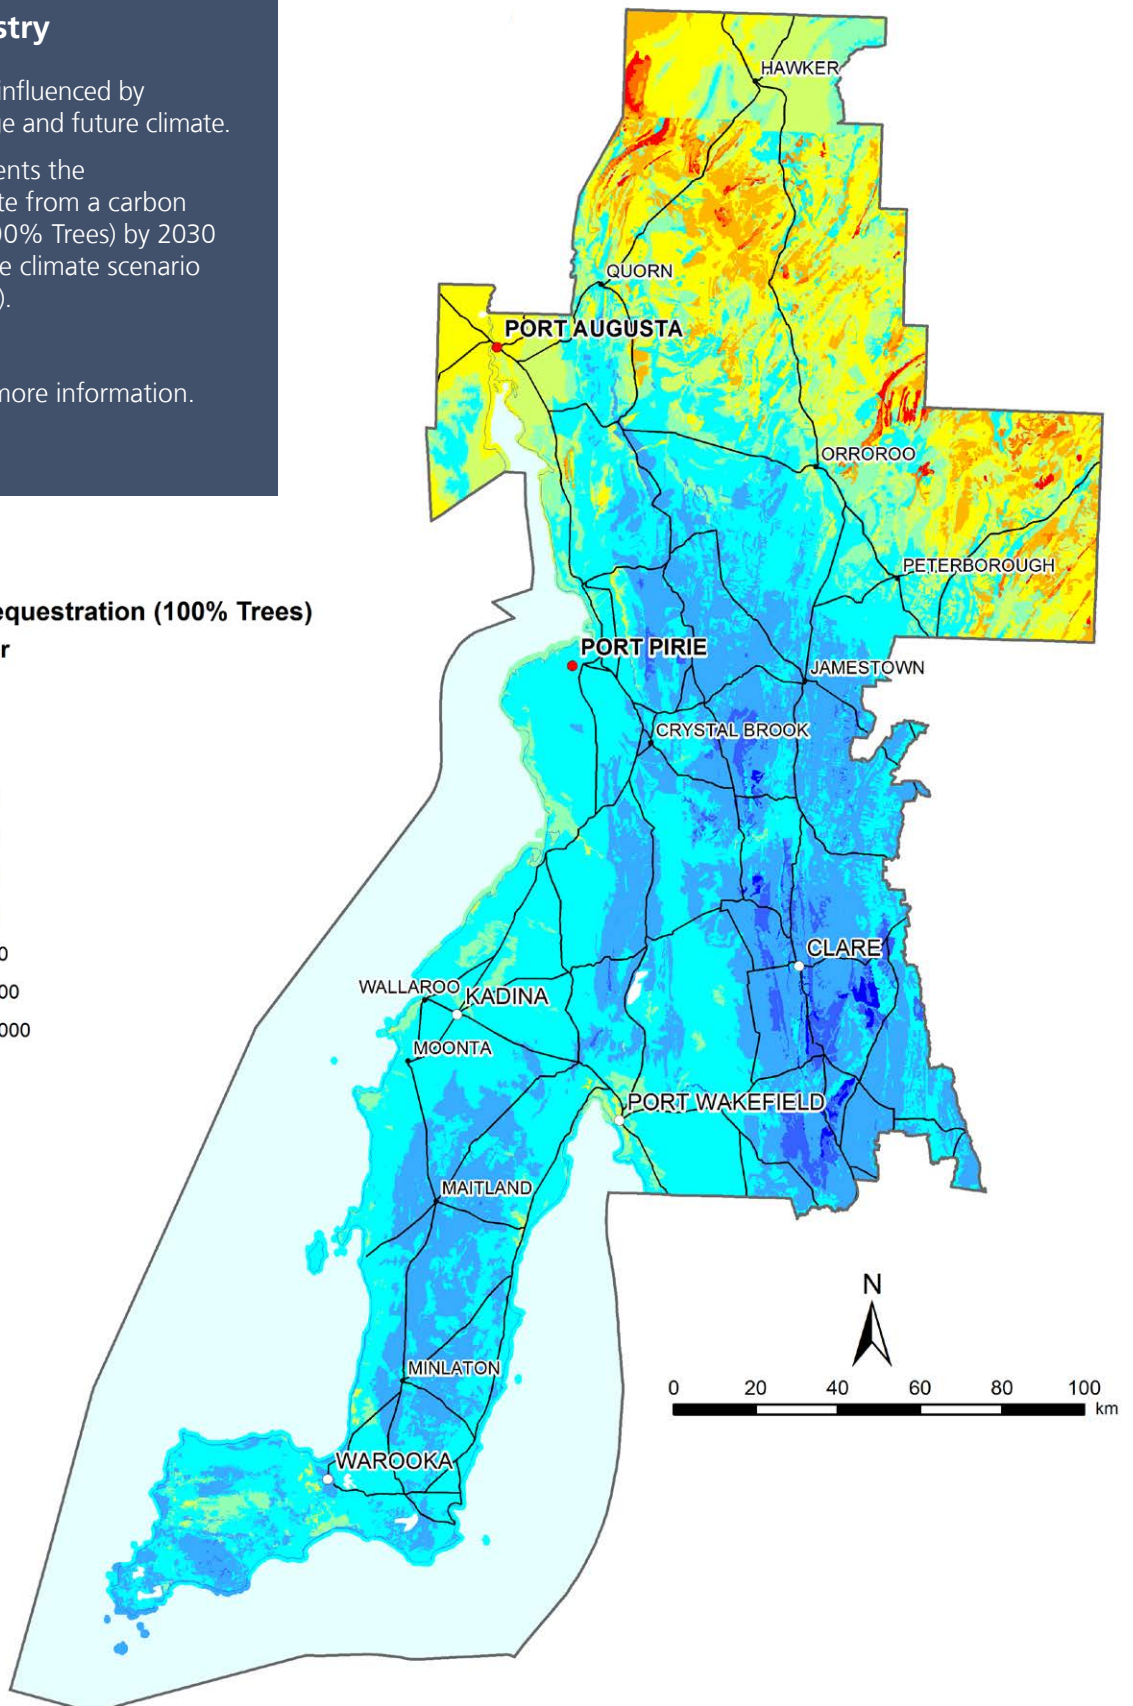 stry
influenced by
ge and future climate.
ents the
te from a carbon
00% Trees) by 2030
e climate scenario
).
more information.
equestration (100% Trees)
r
0
00
000
HAWKER
QUORN
PORT AUGUSTA
ORROROO
PETERBOROUGH
PORT PIRIE
JAMESTOWN
CRYSTAL BROOK
CLARE
WALLAROO
KADINA
MOONTA
PORT WAKEFIELD
MAITLAND
N
MINLATON
0 20 40 60 80 100
km
WAROOKA